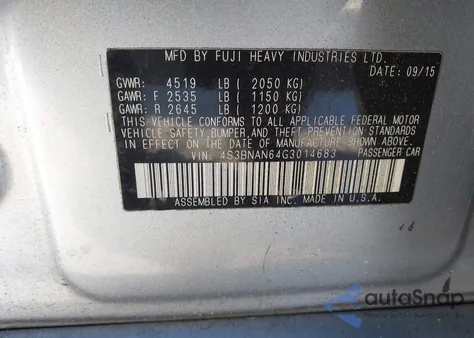 MFD BY FUJI HEAVY INDUSTRIES LTD.
DATE: 09/15
GVWR: 4519 LB ( 2050 KG)
GAWR: F 2535 LB ( 1150 KG)
GAWR: R 2645 LB ( 1200 KG)
THIS VEHICLE CONFORMS TO ALL APPLICABLE FEDERAL MOTOR
VEHICLE SAFETY, BUMPER, AND THEFT PREVENTION STANDARDS
IN EFFECT ON THE DATE OF MANUFACTURE SHOWN ABOVE.
VIN: 4S3BNAN64G3014683 PASSENGER CAR
ASSEMBLED BY SIA INC. MADE IN U.S.A.
autoSnap